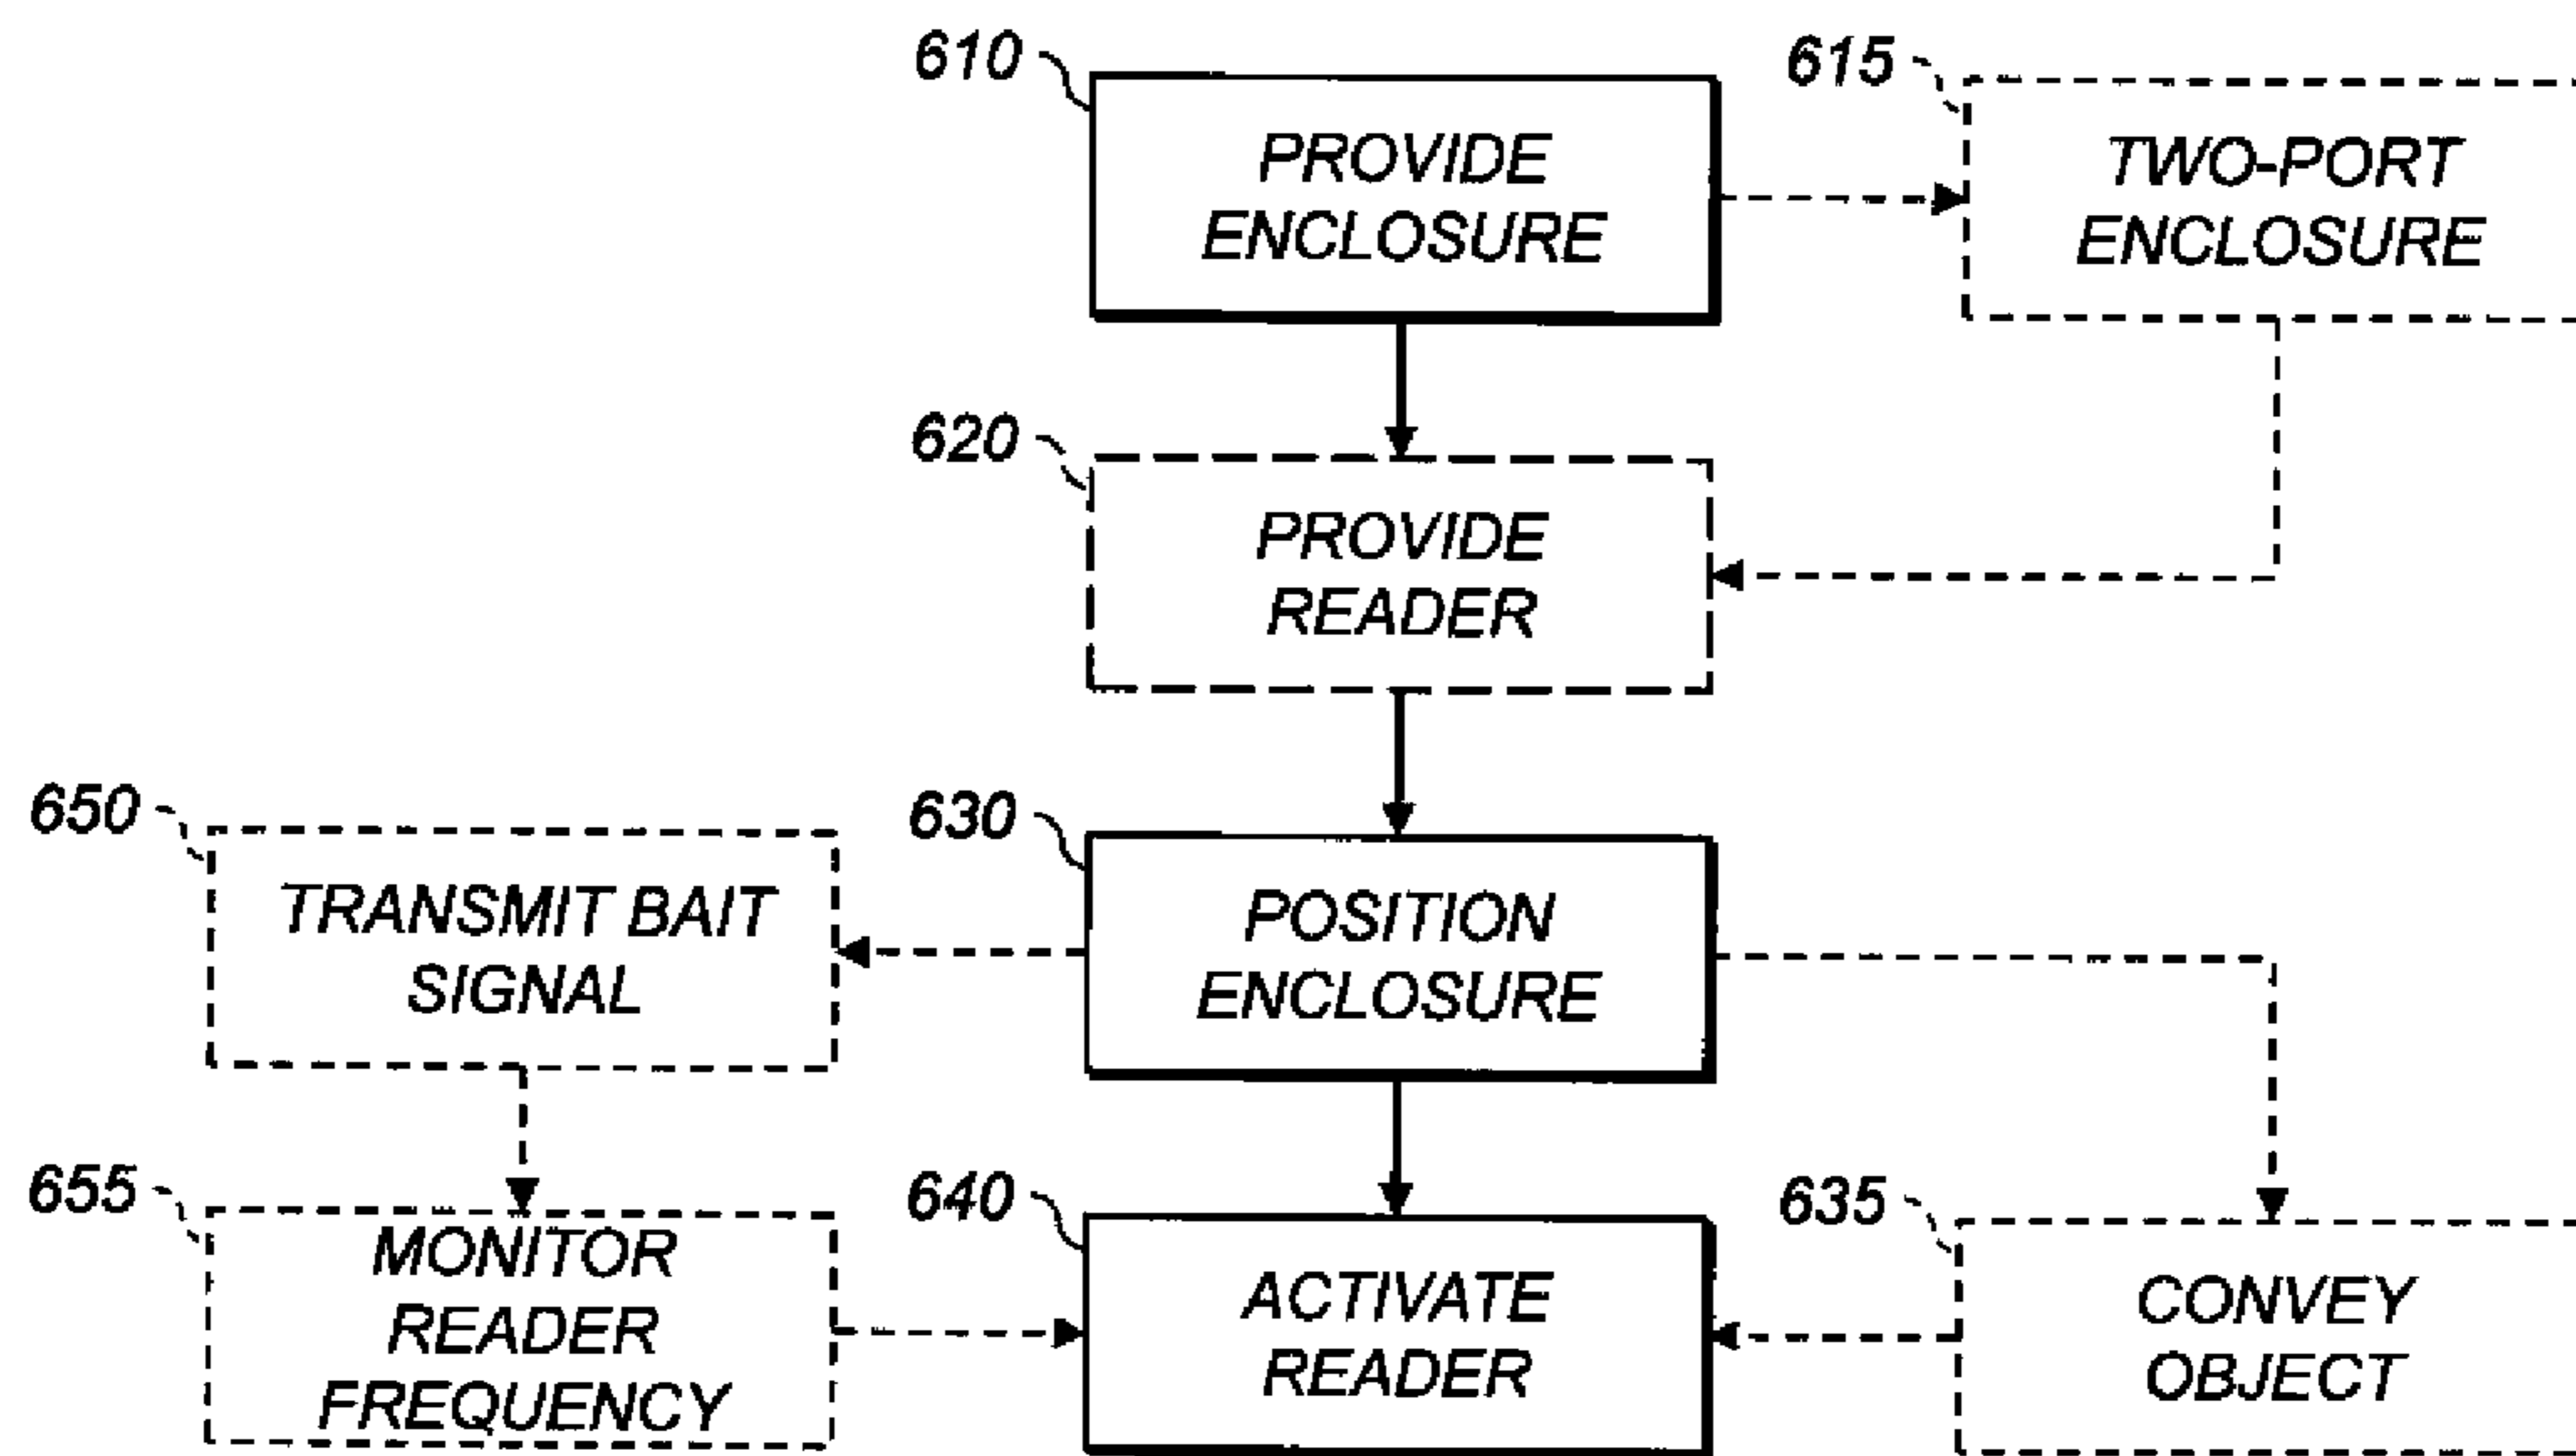 610
PROVIDE
ENCLOSURE
615
TWO-PORT
ENCLOSURE
620
PROVIDE
READER
650
TRANSMIT BAIT
SIGNAL
630
POSITION
ENCLOSURE
655
MONITOR
READER
FREQUENCY
640
ACTIVATE
READER
635
CONVEY
OBJECT